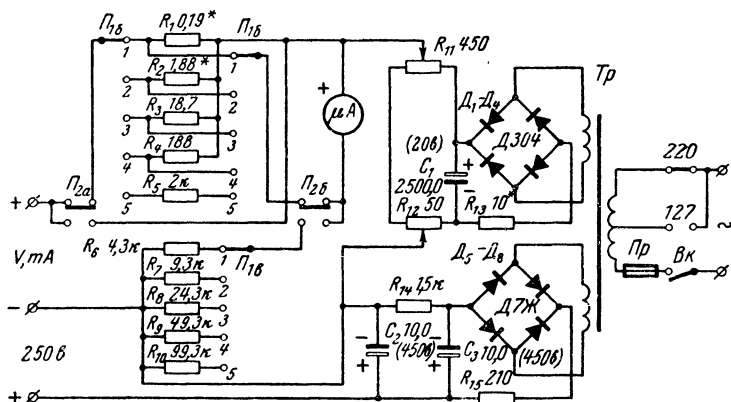 П1б
R1 0,19*
П1б
1
1
R2 1,88*
2
2
R3 18,7
3
3
R4 188
4
4
R5 2к
5
5
П2а
П2б
+
μА
+
R11 450
Тр
Д1-Д4
Д304
(20в)
С1
2500,0
+
−
R12 50
R13 10*
220
127
~
Пр
Вк
V, mA
R6 4,3к
1
П1в
R7 9,3к
2
R8 24,3к
3
R9 49,3к
4
R10 99,3к
5
−
250в
+
R14 1,5к
Д5-Д8
Д7Ж
−
С2 10,0
(450в)
+
−
С3 10,0
(450в)
+
R15 210